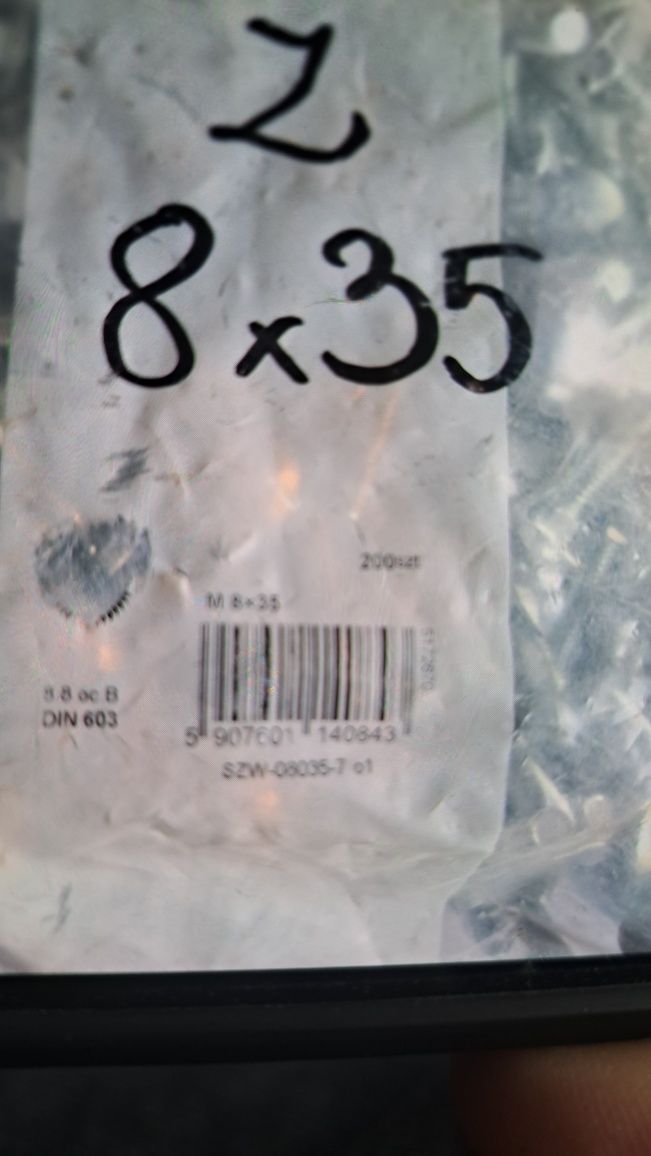 Z
8x35
200szt
M 8x35
8.8 oc B
DIN 603
5 907601 140843
SZW-08035-7 o1